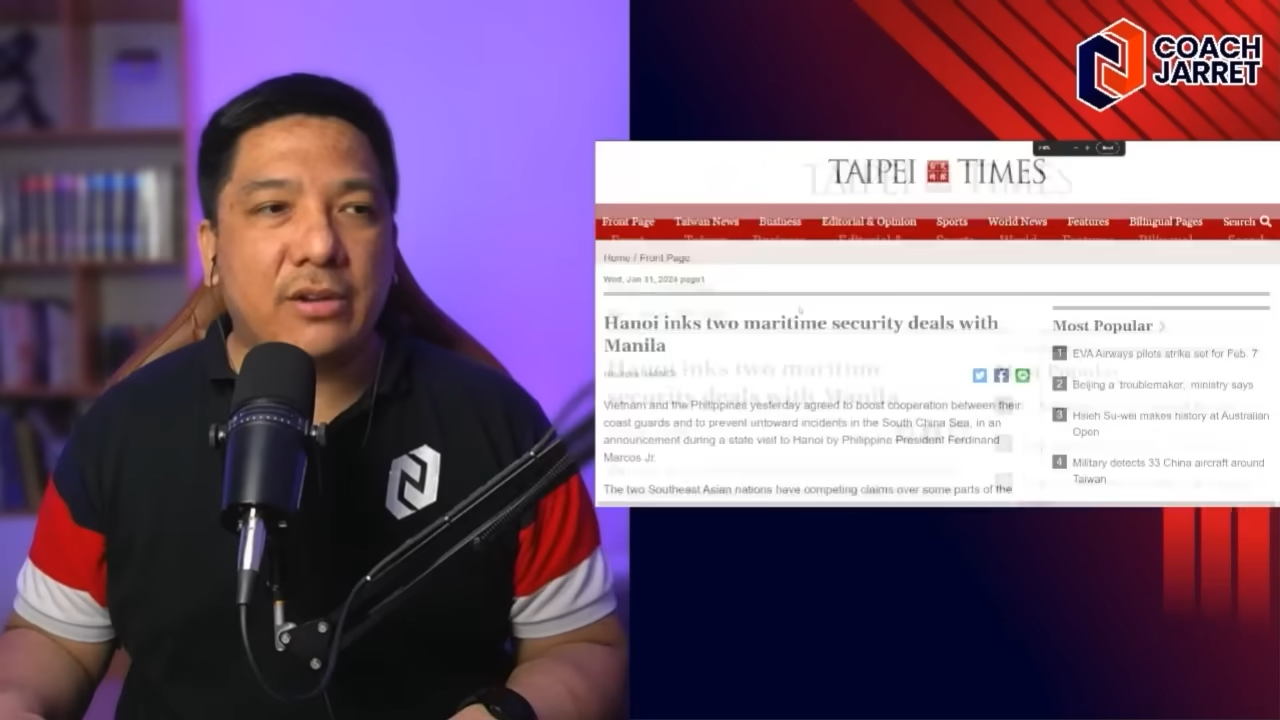 COACH
JARRET
TAIPEI TIMES
Front Page Taiwan News Business Editorial & Opinion Sports World News Features Bilingual Pages Search
Home / Front Page
Wed, Jan 31, 2024 page1
Hanoi inks two maritime security deals with
Manila
Vietnam and the Philippines yesterday agreed to boost cooperation between their
coast guards and to prevent untoward incidents in the South China Sea, in an
announcement during a state visit to Hanoi by Philippine President Ferdinand
Marcos Jr.
The two Southeast Asian nations have competing claims over some parts of the
Most Popular
1 EVA Airways pilots strike set for Feb. 7
2 Beijing a 'troublemaker,' ministry says
3 Hsieh Su-wei makes history at Australian
Open
4 Military detects 33 China aircraft around
Taiwan